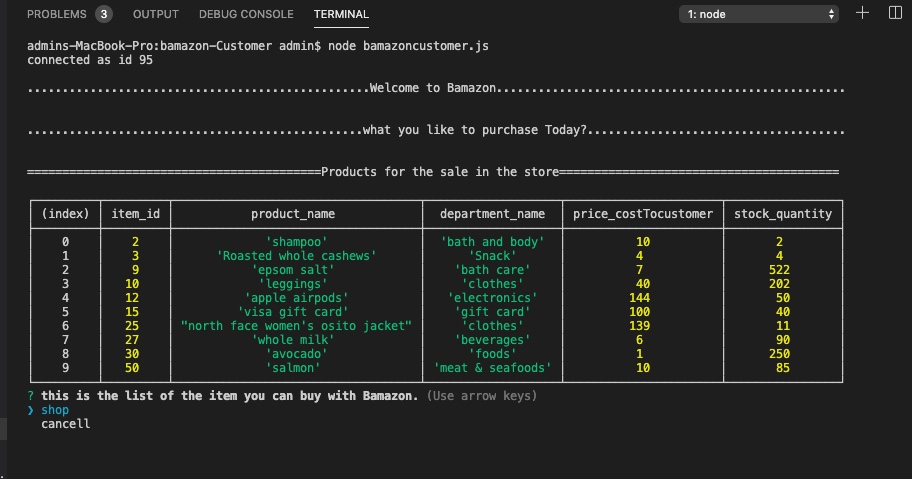 PROBLEMS 3 OUTPUT DEBUG CONSOLE TERMINAL 1: node
admins-MacBook-Pro:bamazon-Customer admin$ node bamazoncustomer.js
connected as id 95
.................................................Welcome to Bamazon..................................................
................................................what you like to purchase Today?.....................................
==========================================Products for the sale in the store========================================
(index) item_id product_name department_name price_costTocustomer stock_quantity
0 2 'shampoo' 'bath and body' 10 2
1 3 'Roasted whole cashews' 'Snack' 4 4
2 9 'epsom salt' 'bath care' 7 522
3 10 'leggings' 'clothes' 40 202
4 12 'apple airpods' 'electronics' 144 50
5 15 'visa gift card' 'gift card' 100 40
6 25 "north face women's osito jacket" 'clothes' 139 11
7 27 'whole milk' 'beverages' 6 90
8 30 'avocado' 'foods' 1 250
9 50 'salmon' 'meat & seafoods' 10 85
? this is the list of the item you can buy with Bamazon. (Use arrow keys)
❯ shop
cancell